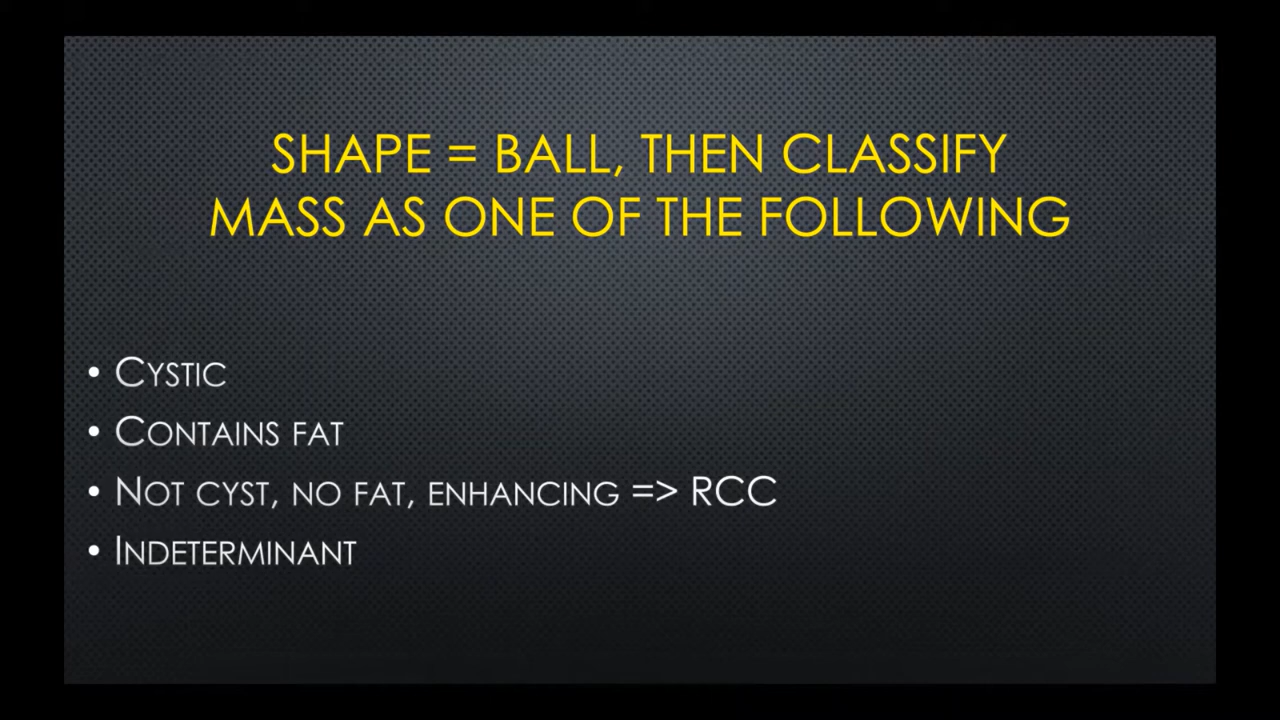 SHAPE = BALL, THEN CLASSIFY
MASS AS ONE OF THE FOLLOWING
• CYSTIC
• CONTAINS FAT
• NOT CYST, NO FAT, ENHANCING => RCC
• INDETERMINANT